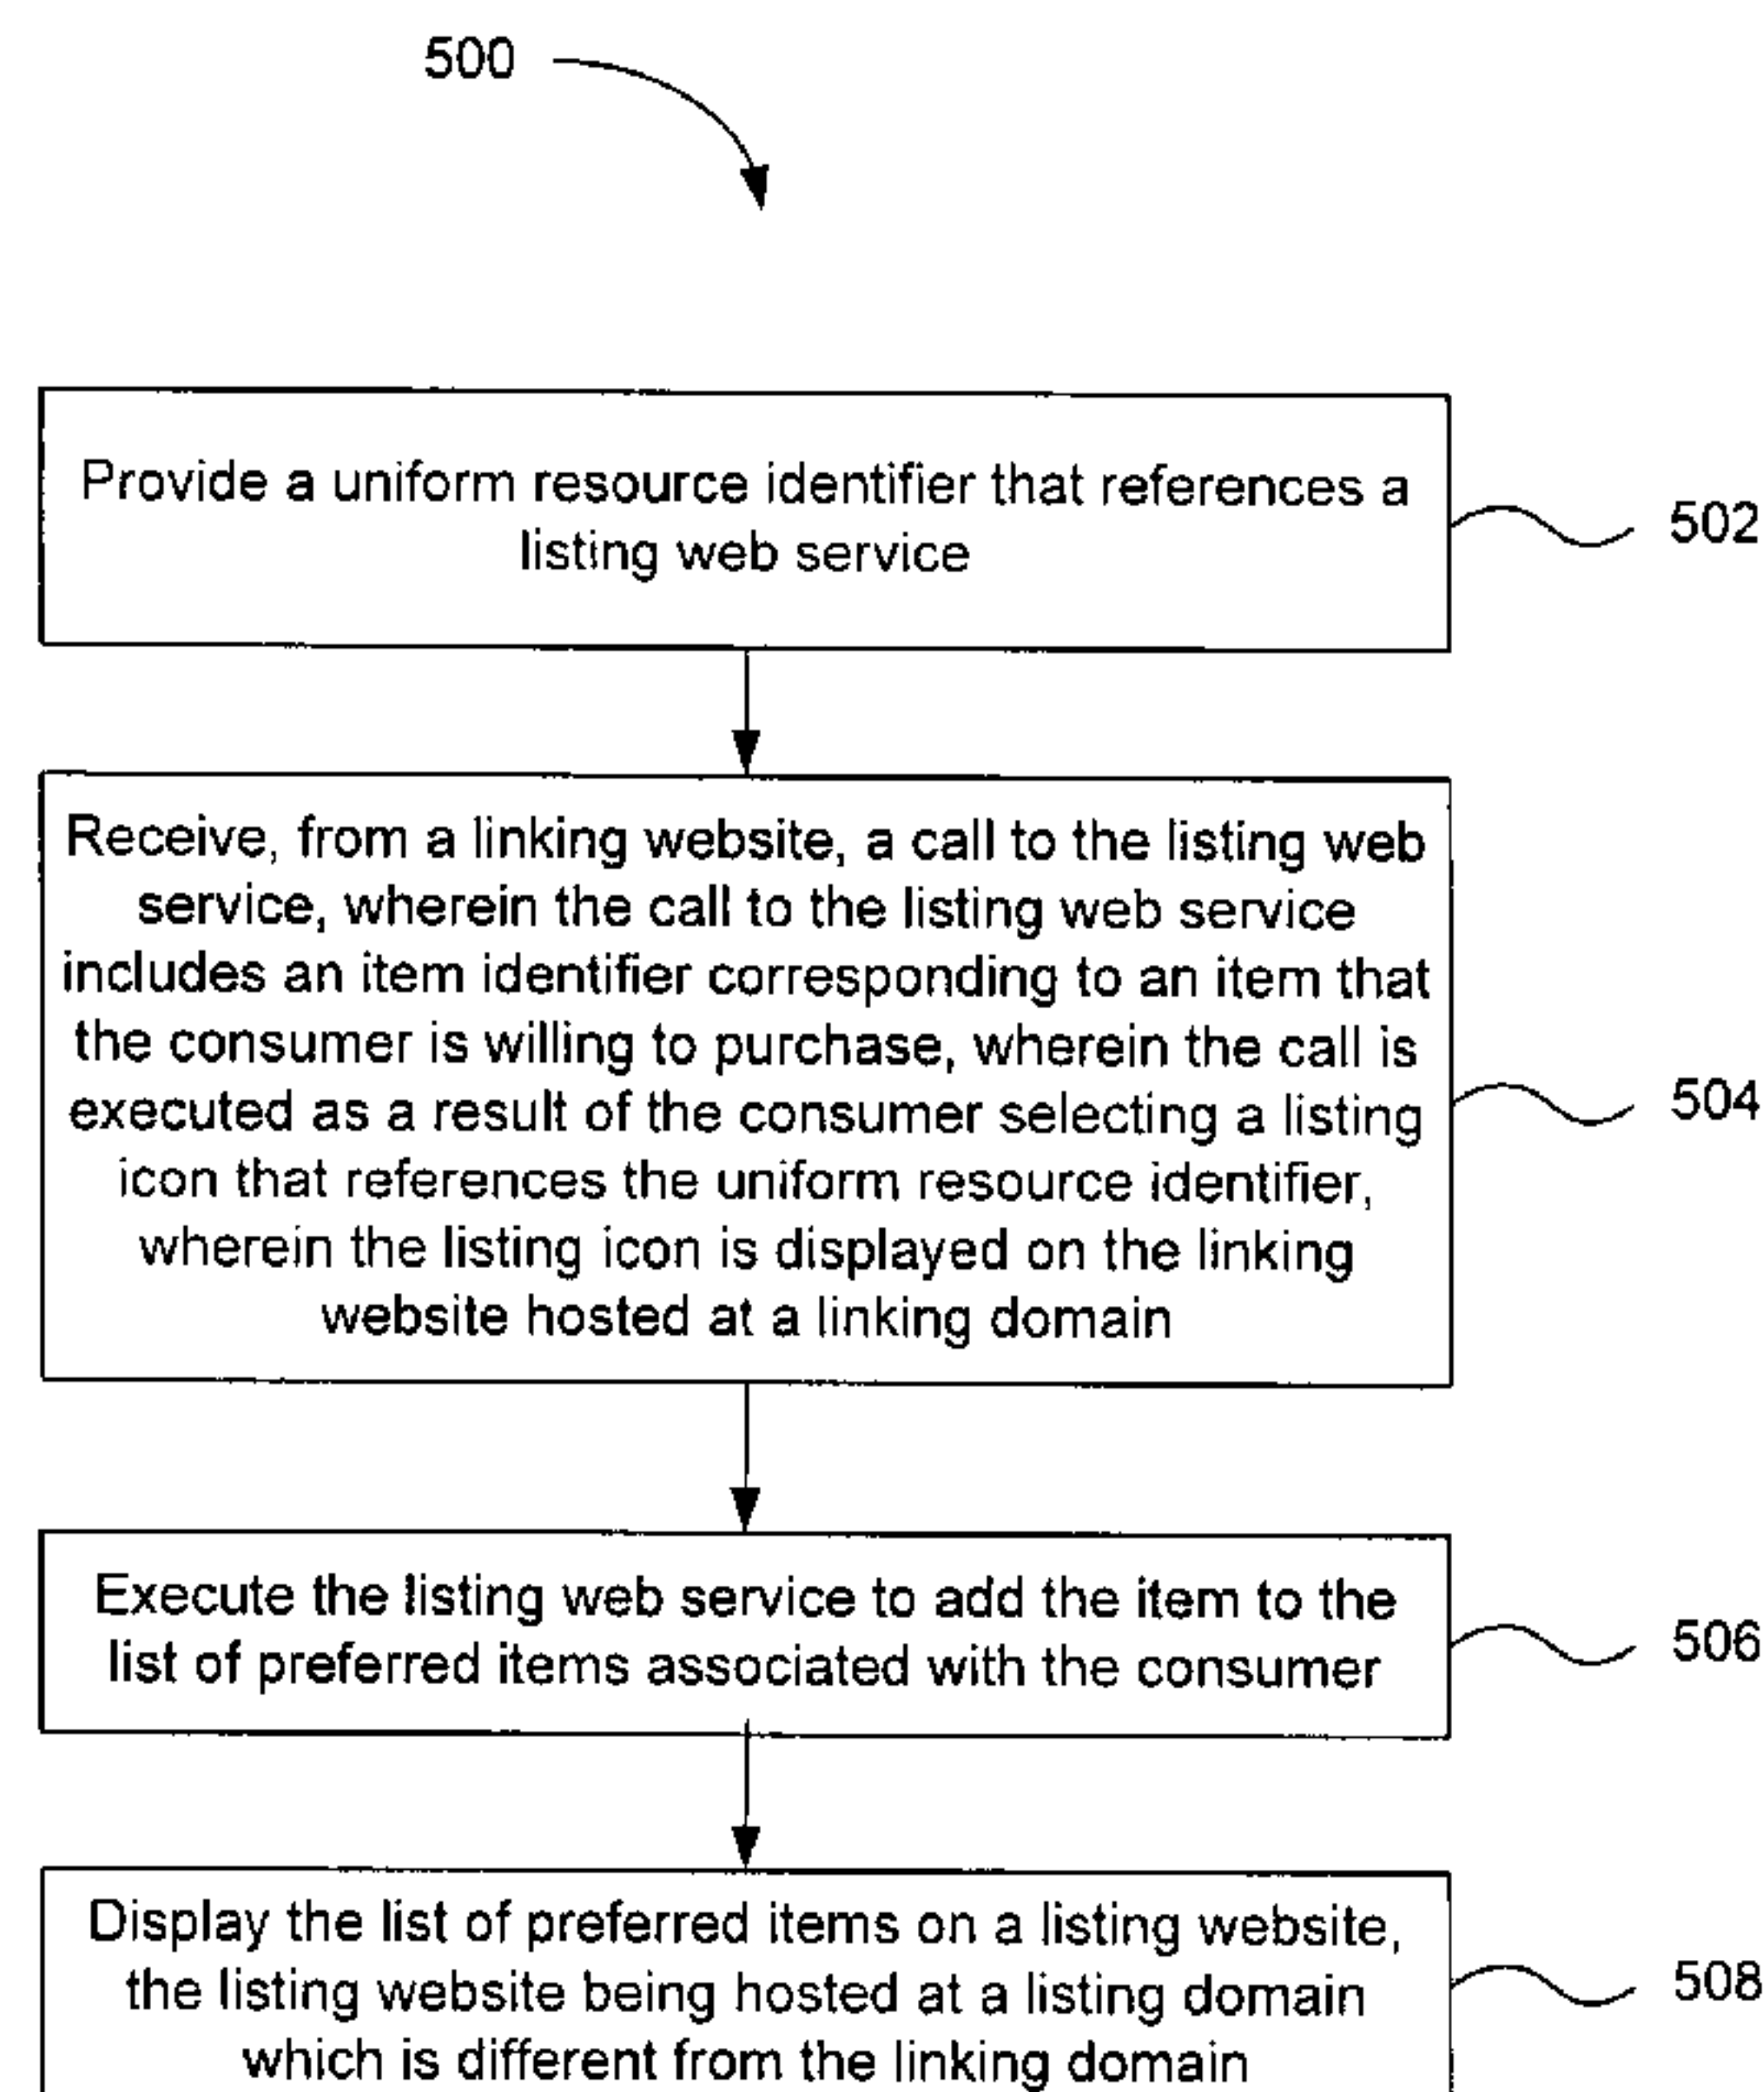 500
Provide a uniform resource identifier that references a
listing web service
502
Receive, from a linking website, a call to the listing web
service, wherein the call to the listing web service
includes an item identifier corresponding to an item that
the consumer is willing to purchase, wherein the call is
executed as a result of the consumer selecting a listing
icon that references the uniform resource identifier,
wherein the listing icon is displayed on the linking
website hosted at a linking domain
504
Execute the listing web service to add the item to the
list of preferred items associated with the consumer
506
Display the list of preferred items on a listing website,
the listing website being hosted at a listing domain
which is different from the linking domain
508